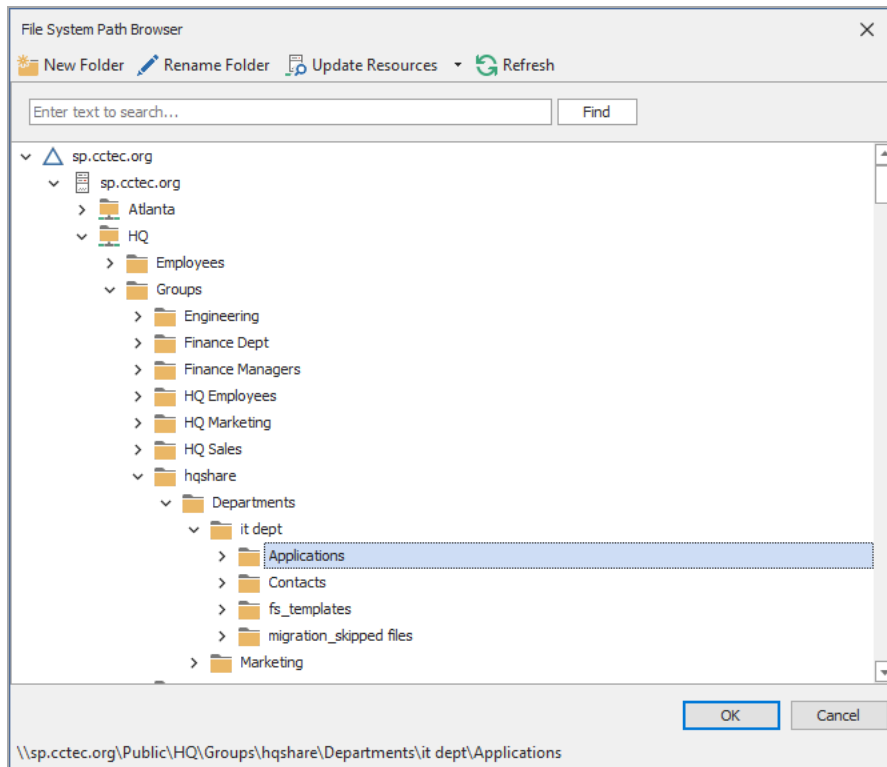 File System Path Browser
New Folder Rename Folder Update Resources Refresh
Enter text to search... Find
sp.cctec.org
sp.cctec.org
Atlanta
HQ
Employees
Groups
Engineering
Finance Dept
Finance Managers
HQ Employees
HQ Marketing
HQ Sales
hqshare
Departments
it dept
Applications
Contacts
fs_templates
migration_skipped files
Marketing
OK Cancel
\\sp.cctec.org\Public\HQ\Groups\hqshare\Departments\it dept\Applications